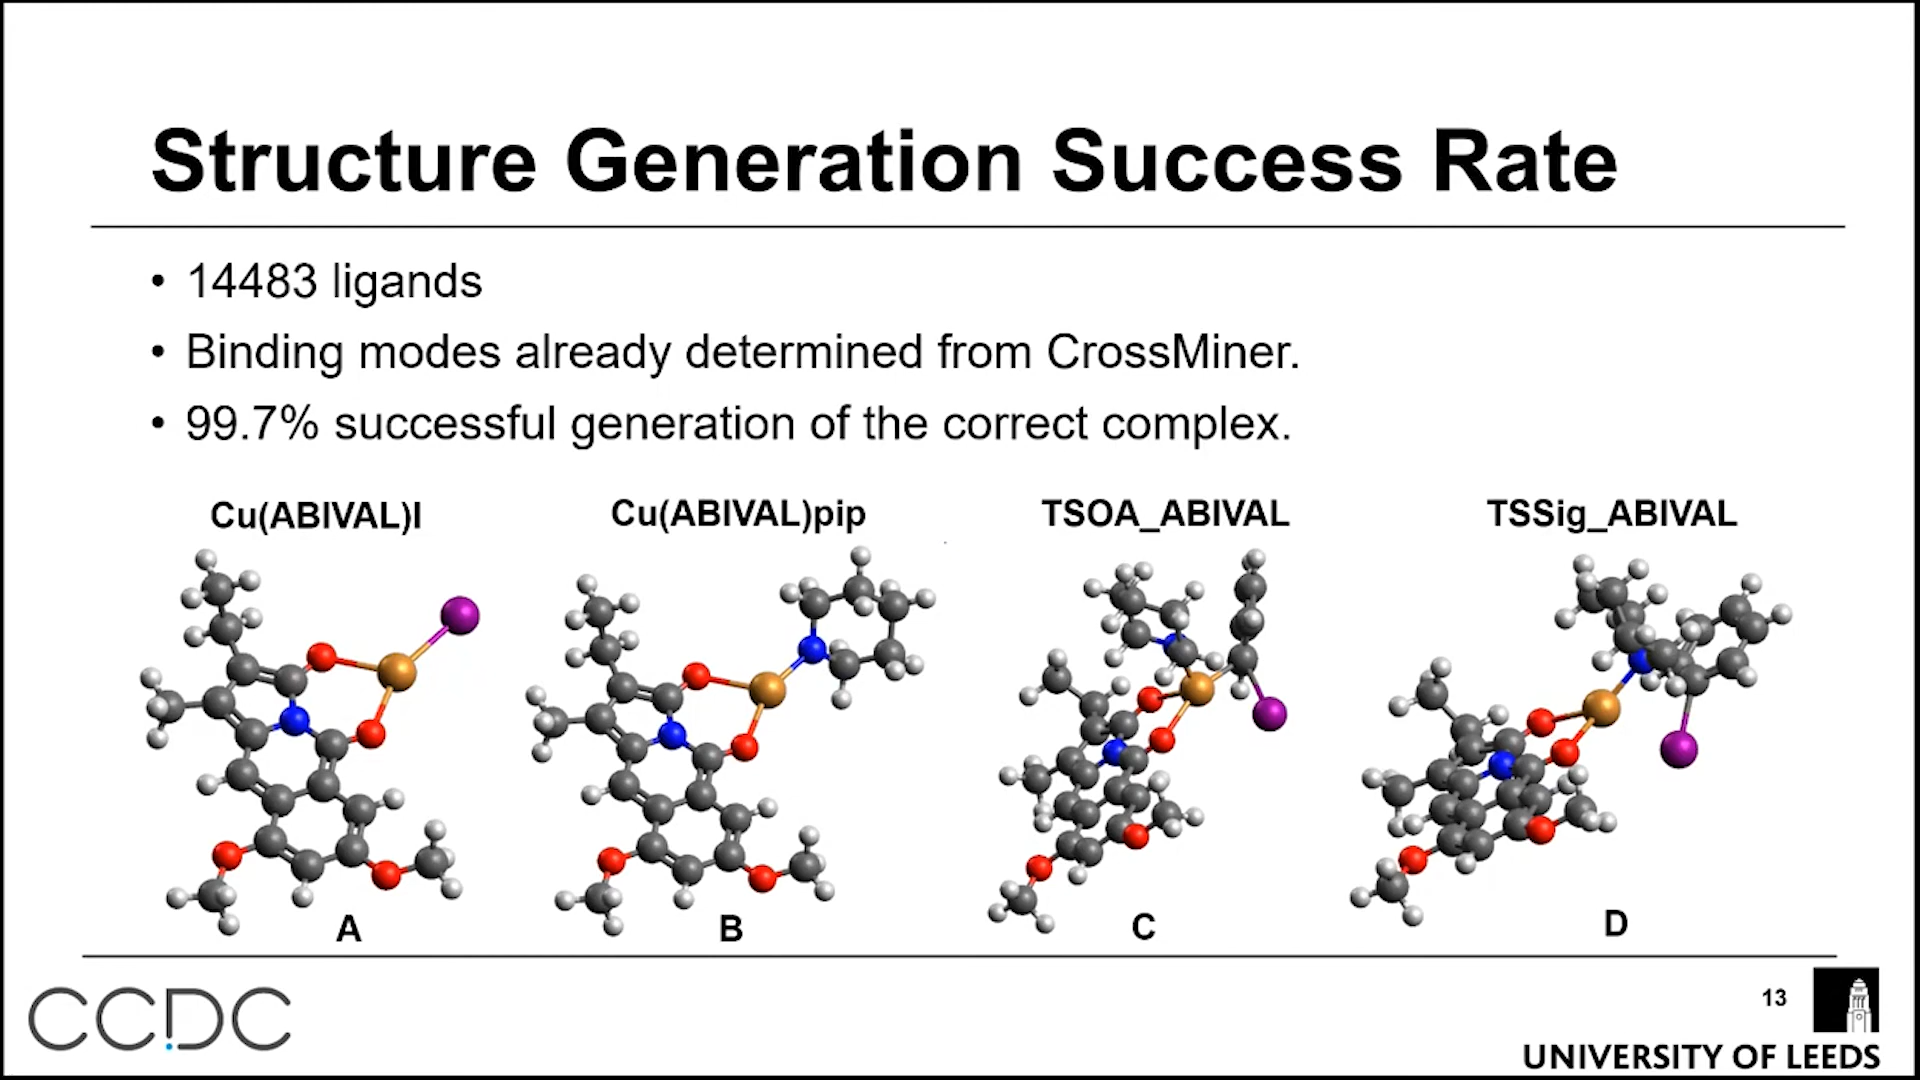 Structure Generation Success Rate
• 14483 ligands
• Binding modes already determined from CrossMiner.
• 99.7% successful generation of the correct complex.
Cu(ABIVAL)I
Cu(ABIVAL)pip
TSOA_ABIVAL
TSSig_ABIVAL
A
B
C
D
CCDC
13
UNIVERSITY OF LEEDS